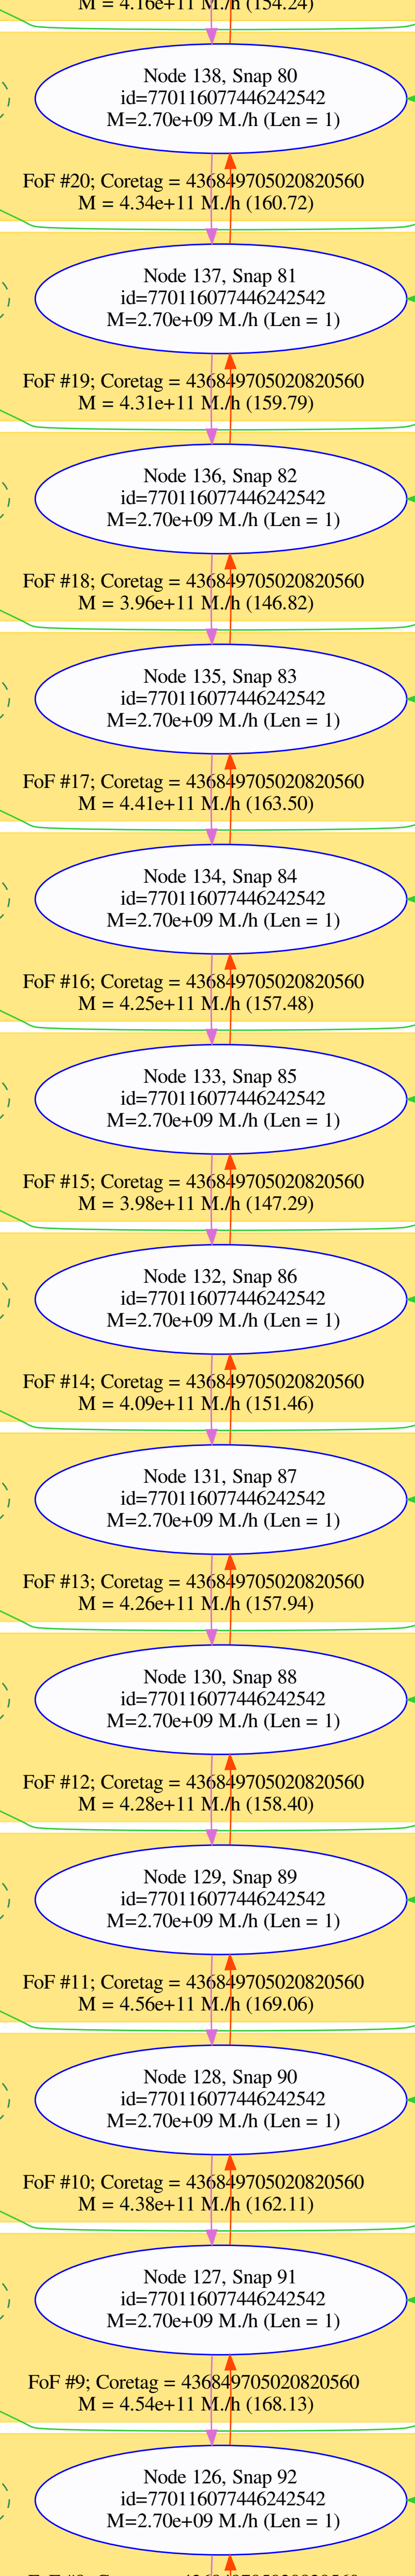 M = 4.16e+11 M./h (154.24)
Node 138, Snap 80
id=770116077446242542
M=2.70e+09 M./h (Len = 1)
FoF #20; Coretag = 436849705020820560
M = 4.34e+11 M./h (160.72)
Node 137, Snap 81
id=770116077446242542
M=2.70e+09 M./h (Len = 1)
FoF #19; Coretag = 436849705020820560
M = 4.31e+11 M./h (159.79)
Node 136, Snap 82
id=770116077446242542
M=2.70e+09 M./h (Len = 1)
FoF #18; Coretag = 436849705020820560
M = 3.96e+11 M./h (146.82)
Node 135, Snap 83
id=770116077446242542
M=2.70e+09 M./h (Len = 1)
FoF #17; Coretag = 436849705020820560
M = 4.41e+11 M./h (163.50)
Node 134, Snap 84
id=770116077446242542
M=2.70e+09 M./h (Len = 1)
FoF #16; Coretag = 436849705020820560
M = 4.25e+11 M./h (157.48)
Node 133, Snap 85
id=770116077446242542
M=2.70e+09 M./h (Len = 1)
FoF #15; Coretag = 436849705020820560
M = 3.98e+11 M./h (147.29)
Node 132, Snap 86
id=770116077446242542
M=2.70e+09 M./h (Len = 1)
FoF #14; Coretag = 436849705020820560
M = 4.09e+11 M./h (151.46)
Node 131, Snap 87
id=770116077446242542
M=2.70e+09 M./h (Len = 1)
FoF #13; Coretag = 436849705020820560
M = 4.26e+11 M./h (157.94)
Node 130, Snap 88
id=770116077446242542
M=2.70e+09 M./h (Len = 1)
FoF #12; Coretag = 436849705020820560
M = 4.28e+11 M./h (158.40)
Node 129, Snap 89
id=770116077446242542
M=2.70e+09 M./h (Len = 1)
FoF #11; Coretag = 436849705020820560
M = 4.56e+11 M./h (169.06)
Node 128, Snap 90
id=770116077446242542
M=2.70e+09 M./h (Len = 1)
FoF #10; Coretag = 436849705020820560
M = 4.38e+11 M./h (162.11)
Node 127, Snap 91
id=770116077446242542
M=2.70e+09 M./h (Len = 1)
FoF #9; Coretag = 436849705020820560
M = 4.54e+11 M./h (168.13)
Node 126, Snap 92
id=770116077446242542
M=2.70e+09 M./h (Len = 1)